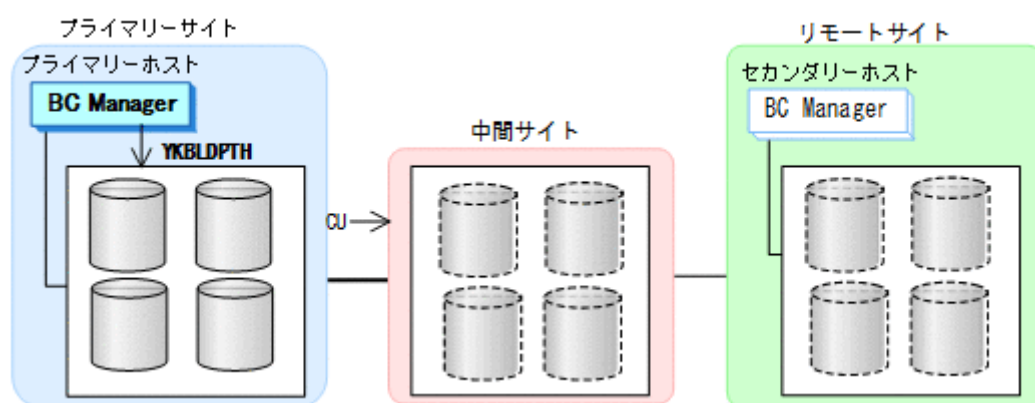 プライマリーサイト
プライマリーホスト
BC Manager
YKBLDPTH
CU
中間サイト
リモートサイト
セカンダリーホスト
BC Manager